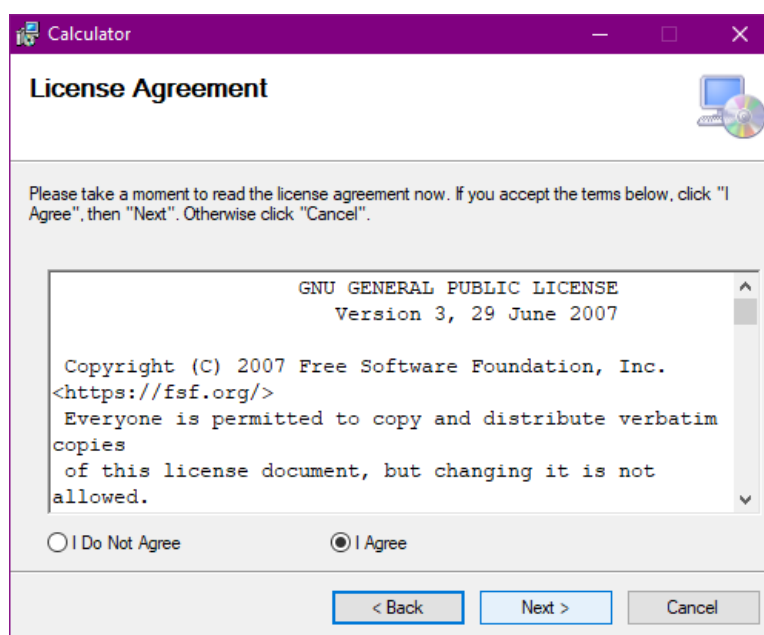 Calculator
License Agreement
Please take a moment to read the license agreement now. If you accept the terms below, click "I
Agree", then "Next". Otherwise click "Cancel".
GNU GENERAL PUBLIC LICENSE
Version 3, 29 June 2007
Copyright (C) 2007 Free Software Foundation, Inc.
<https://fsf.org/>
Everyone is permitted to copy and distribute verbatim
copies
of this license document, but changing it is not
allowed.
I Do Not Agree I Agree
< Back Next > Cancel